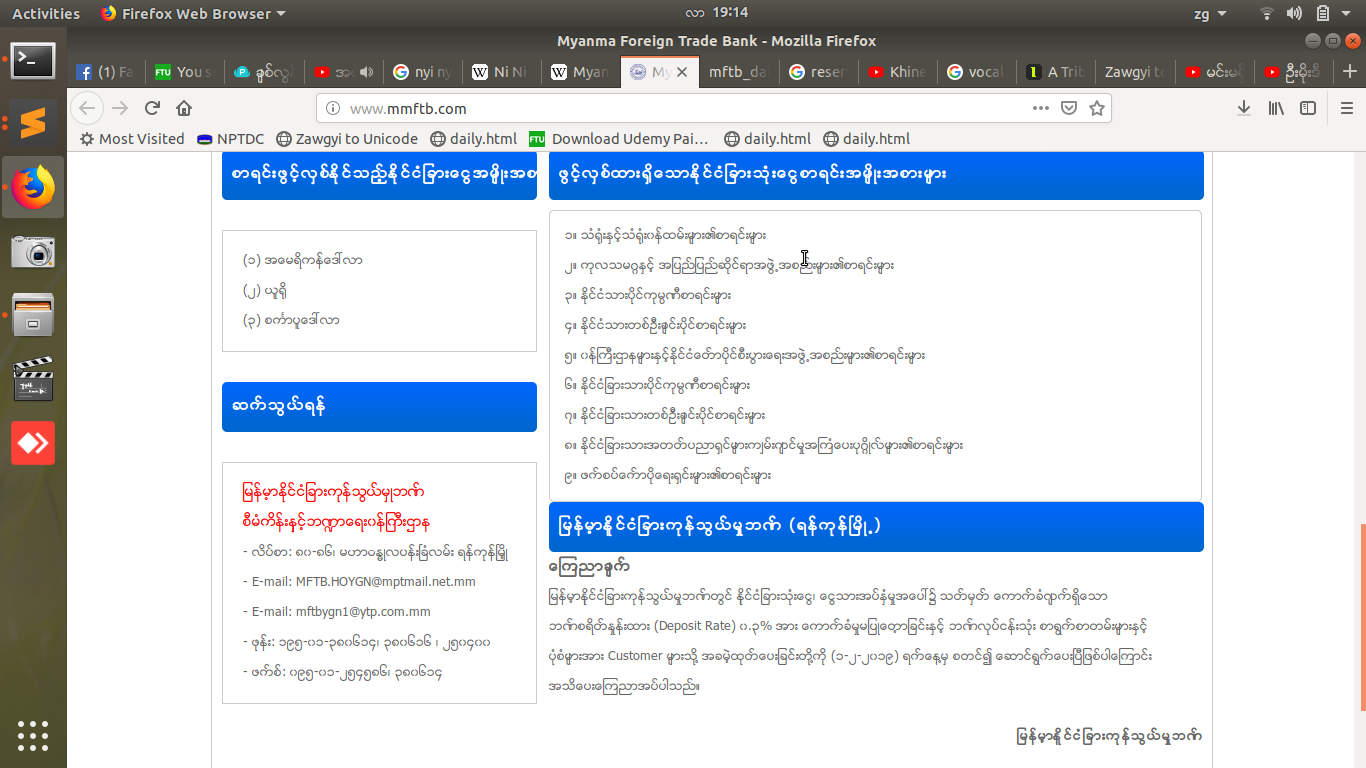 Activities
Firefox Web Browser
လာ 19:14
zg
Myanma Foreign Trade Bank - Mozilla Firefox
(1) Fa
You s
ခွစ်လွ
nyi ny
Ni Ni
Myan
My
mftb_da
reser
Khine
vocal
A Trib
Zawgyi to
www.mmftb.com
Most Visited
NPTDC
Zawgyi to Unicode
daily.html
Download Udemy Pai…
daily.html
daily.html
စာရင်းဖွင့်လှစ်နိုင်သည့်နိုင်ငံခြားငွေအမျိုးအစာ
(၁) အမေရိကန်ဒေါ်လာ
(၂) ယူရို
(၃) စင်္ကာပူဒေါ်လာ
ဆက်သွယ်ရန်
မြန်မာ့နိုင်ငံခြားကုန်သွယ်မှုဘဏ်
စီမံကိန်းနှင့်ဘဏ္ဍာရေးဝန်ကြီးဌာန
- လိပ်စာ: ၈၀-၈၆၊ မဟာဗန္ဓုလပန်းခြံလမ်း ရန်ကုန်မြို့
- E-mail: MFTB.HOYGN@mptmail.net.mm
- E-mail: mftbygn1@ytp.com.mm
- ဖုန်း: ၁၉၅-၀၁-၃၈၀၆၁၄၊ ၃၈၀၆၁၆ ၊ ၂၅၀၄၀၀
- ဖက်စ်: ၀၉၅-၀၁-၂၅၄၅၈၆၊ ၃၈၀၆၁၄
ဖွင့်လှစ်ထားရှိသောနိုင်ငံခြားသုံးငွေစာရင်းအမျိုးအစားများ
၁။ သံရုံးနှင့်သံရုံးဝန်ထမ်းများ၏စာရင်းများ
၂။ ကုလသမဂ္ဂနှင့် အပြည်ပြည်ဆိုင်ရာအဖွဲ့အစည်းများ၏စာရင်းများ
၃။ နိုင်ငံသားပိုင်ကုမ္ပဏီစာရင်းများ
၄။ နိုင်ငံသားတစ်ဦးချင်းပိုင်စာရင်းများ
၅။ ဝန်ကြီးဌာနများနှင့်နိုင်ငံတော်ပိုင်စီးပွားရေးအဖွဲ့အစည်းများ၏စာရင်းများ
၆။ နိုင်ငံခြားသားပိုင်ကုမ္ပဏီစာရင်းများ
၇။ နိုင်ငံခြားသားတစ်ဦးချင်းပိုင်စာရင်းများ
၈။ နိုင်ငံခြားသားအတတ်ပညာရှင်များကျမ်းကျင်မှုအကြံပေးပုဂ္ဂိုလ်များ၏စာရင်းများ
၉။ ဖက်စပ်ကော်ပိုရေးရှင်းများ၏စာရင်းများ
မြန်မာ့နိုင်ငံခြားကုန်သွယ်မှုဘဏ် (ရန်ကုန်မြို့)
ကြေညာချက်
မြန်မာ့နိုင်ငံခြားကုန်သွယ်မှုဘဏ်တွင် နိုင်ငံခြားသုံးငွေ၊ ငွေသားအပ်နှံမှုအပေါ်၌ သတ်မှတ် ကောက်ခံလျက်ရှိသော
ဘဏ်စရိတ်နှုန်းထား (Deposit Rate) ၀.၃% အား ကောက်ခံမှုမပြုတော့ခြင်းနှင့် ဘဏ်လုပ်ငန်းသုံး စာရွက်စာတမ်းများနှင့်
ပုံစံများအား Customer များသို့ အခမဲ့ထုတ်ပေးခြင်းတို့ကို (၁-၂-၂၀၁၉) ရက်နေ့မှ စတင်၍ ဆောင်ရွက်ပေးပြီဖြစ်ပါကြောင်း
အသိပေးကြေညာအပ်ပါသည်။
မြန်မာ့နိုင်ငံခြားကုန်သွယ်မှုဘဏ်